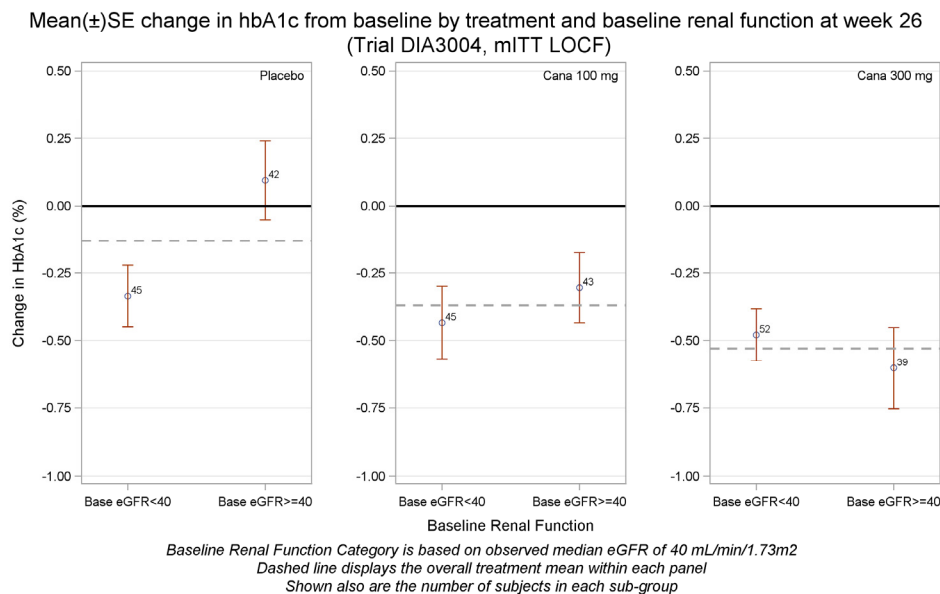 Mean(±)SE change in hbA1c from baseline by treatment and baseline renal function at week 26
(Trial DIA3004, mITT LOCF)
Placebo
Cana 100 mg
Cana 300 mg
Change in HbA1c (%)
0.50
0.25
0.00
-0.25
-0.50
-0.75
-1.00
45
42
Base eGFR<40
Base eGFR>=40
0.50
0.25
0.00
-0.25
-0.50
-0.75
-1.00
45
43
Base eGFR<40
Base eGFR>=40
0.50
0.25
0.00
-0.25
-0.50
-0.75
-1.00
52
39
Base eGFR<40
Base eGFR>=40
Baseline Renal Function
Baseline Renal Function Category is based on observed median eGFR of 40 mL/min/1.73m2
Dashed line displays the overall treatment mean within each panel
Shown also are the number of subjects in each sub-group